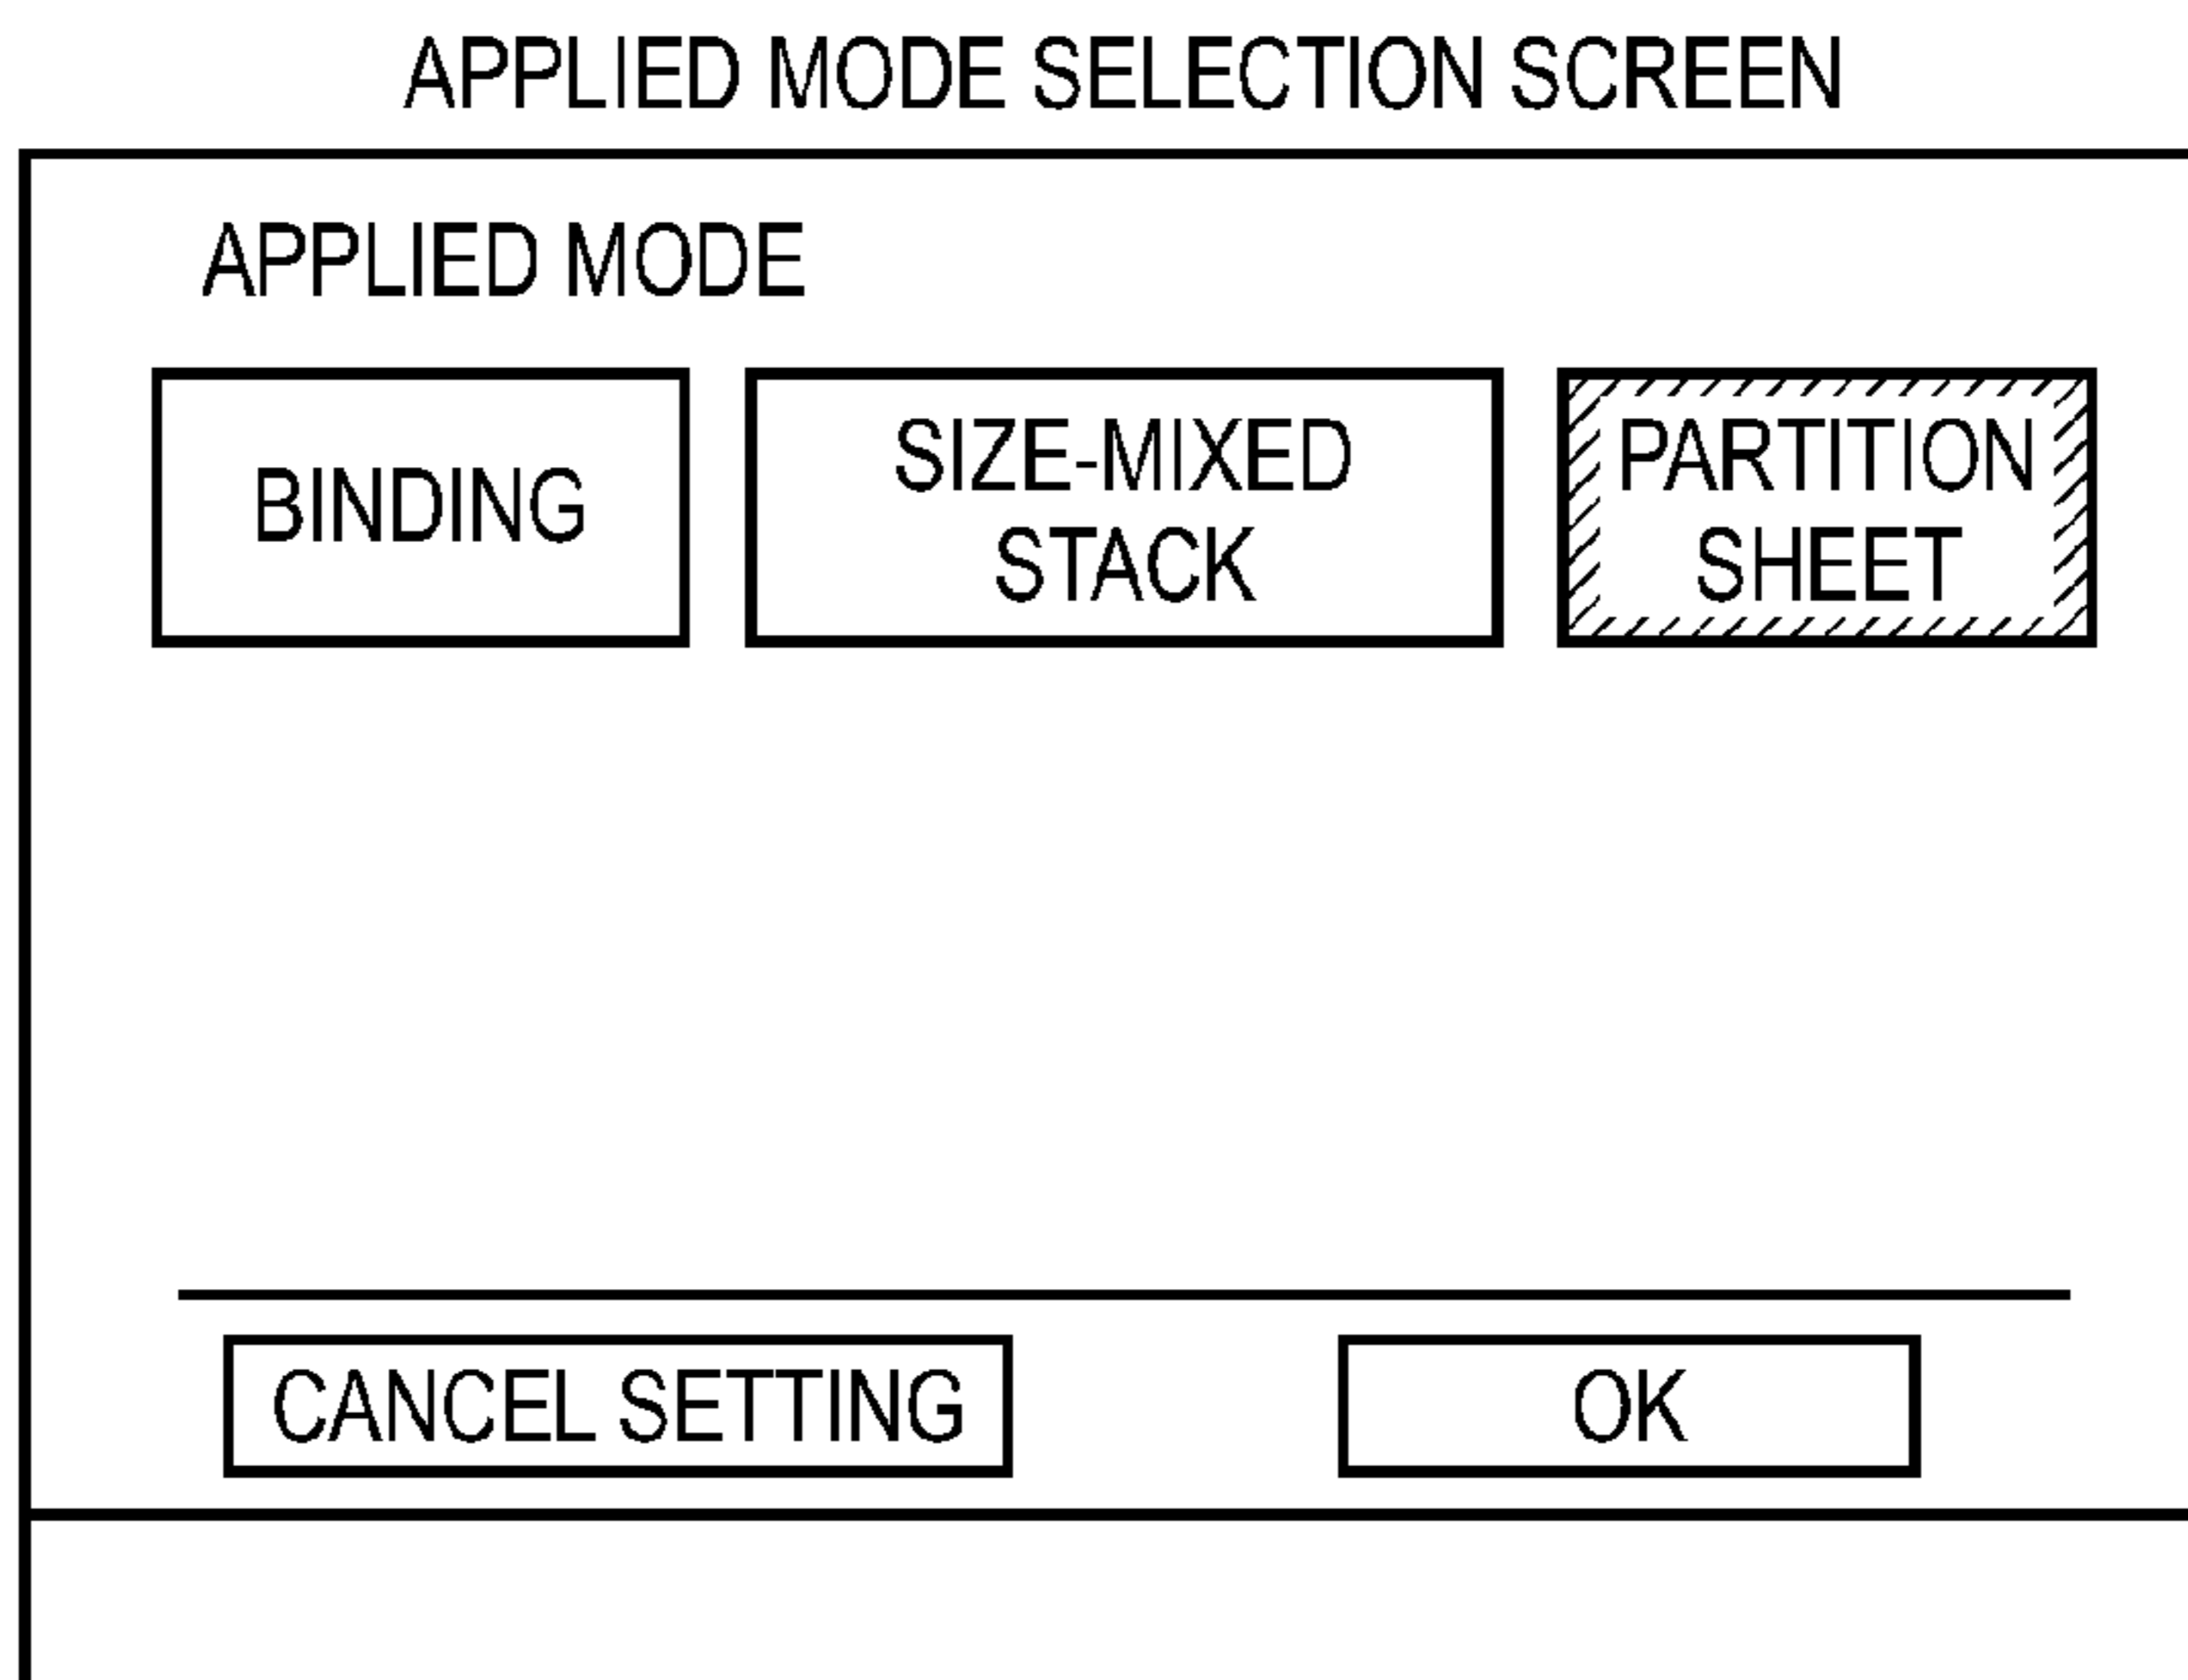 APPLIED MODE SELECTION SCREEN
APPLIED MODE
BINDING
SIZE-MIXED
STACK
PARTITION
SHEET
CANCEL SETTING
OK